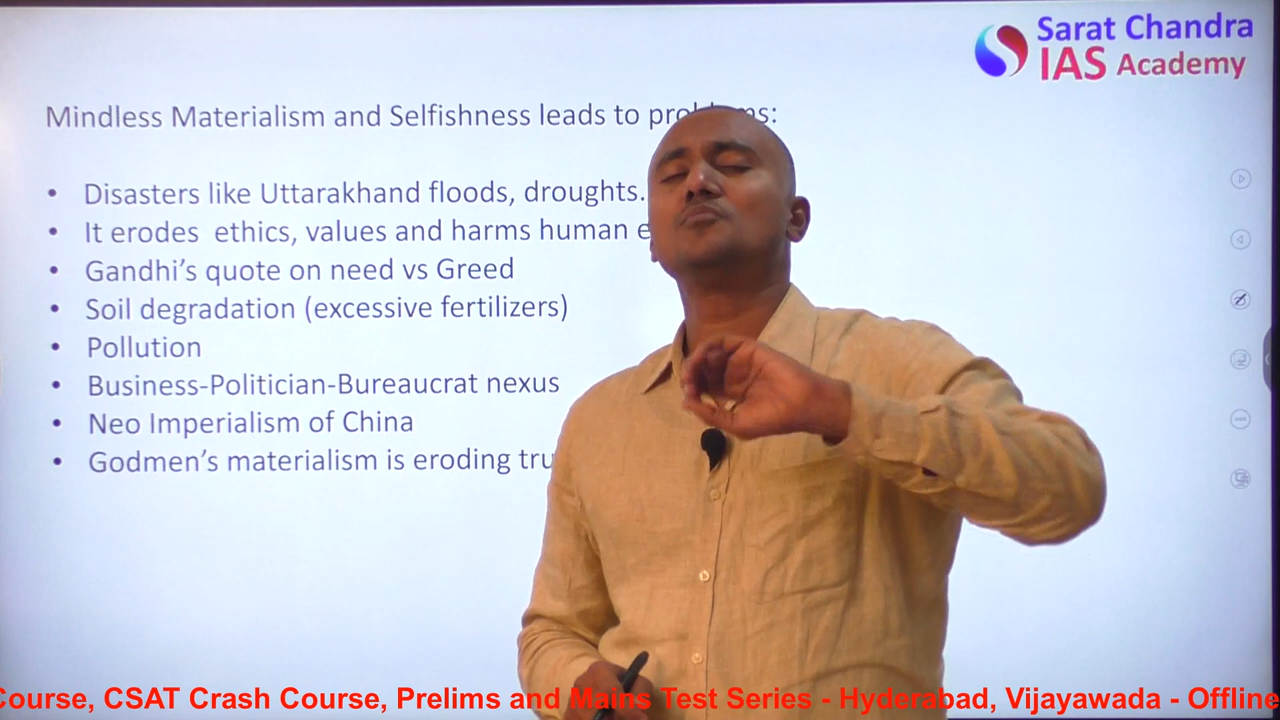 Sarat Chandra
IAS Academy
Mindless Materialism and Selfishness leads to problems:
• Disasters like Uttarakhand floods, droughts.
• It erodes ethics, values and harms human
• Gandhi’s quote on need vs Greed
• Soil degradation (excessive fertilizers)
• Pollution
• Business-Politician-Bureaucrat nexus
• Neo Imperialism of China
• Godmen’s materialism is eroding
Course, CSAT Crash Course, Prelims and Mains Test Series - Hyderabad, Vijayawada - Offline